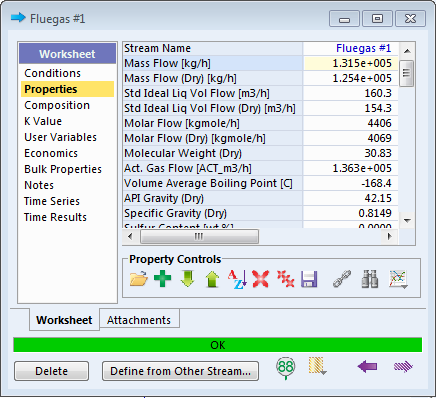 Fluegas #1
Worksheet
Conditions
Properties
Composition
K Value
User Variables
Economics
Bulk Properties
Notes
Time Series
Time Results
Stream Name Fluegas #1
Mass Flow [kg/h] 1.315e+005
Mass Flow (Dry) [kg/h] 1.254e+005
Std Ideal Liq Vol Flow [m3/h] 160.3
Std Ideal Liq Vol Flow (Dry) [m3/h] 154.3
Molar Flow [kgmole/h] 4406
Molar Flow (Dry) [kgmole/h] 4069
Molecular Weight (Dry) 30.83
Act. Gas Flow [ACT_m3/h] 1.363e+005
Volume Average Boiling Point [C] -168.4
API Gravity (Dry) 42.15
Specific Gravity (Dry) 0.8149
Sulfur Content [wt %] 0.0000
Property Controls
A
Z
Worksheet Attachments
OK
Delete Define from Other Stream... 88